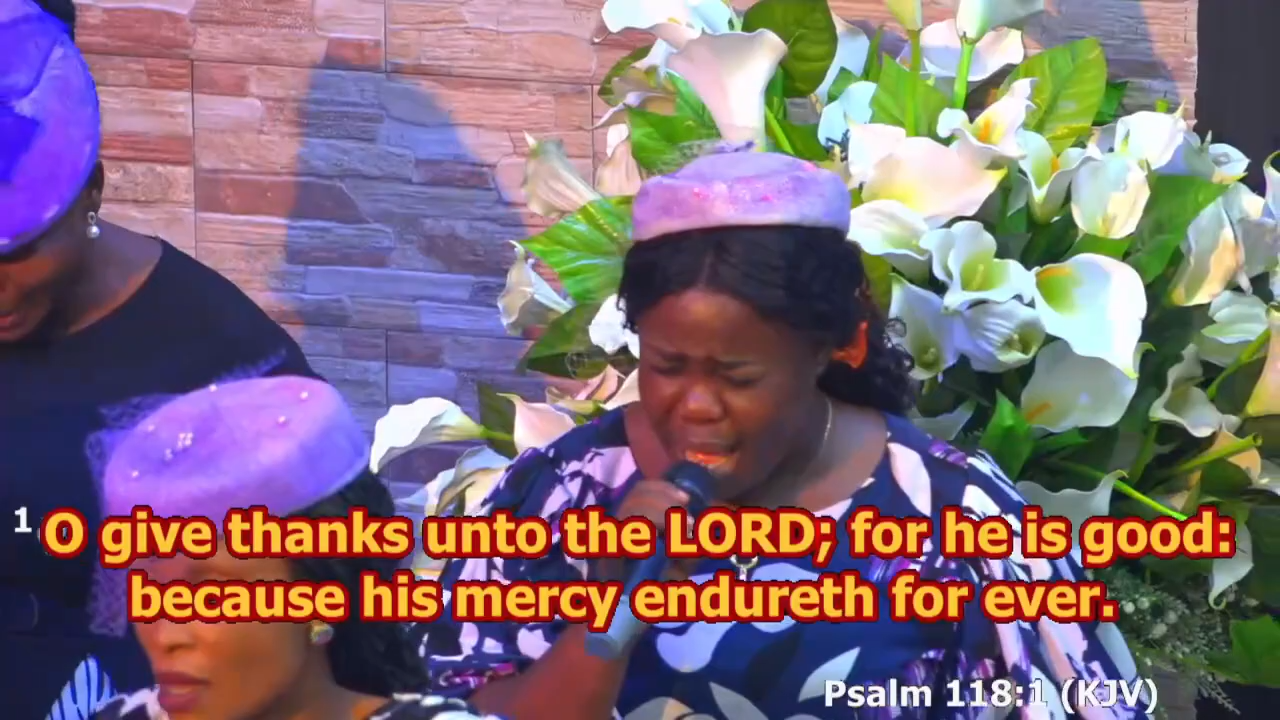 1 O give thanks unto the LORD; for he is good:
because his mercy endureth for ever.
Psalm 118:1 (KJV)